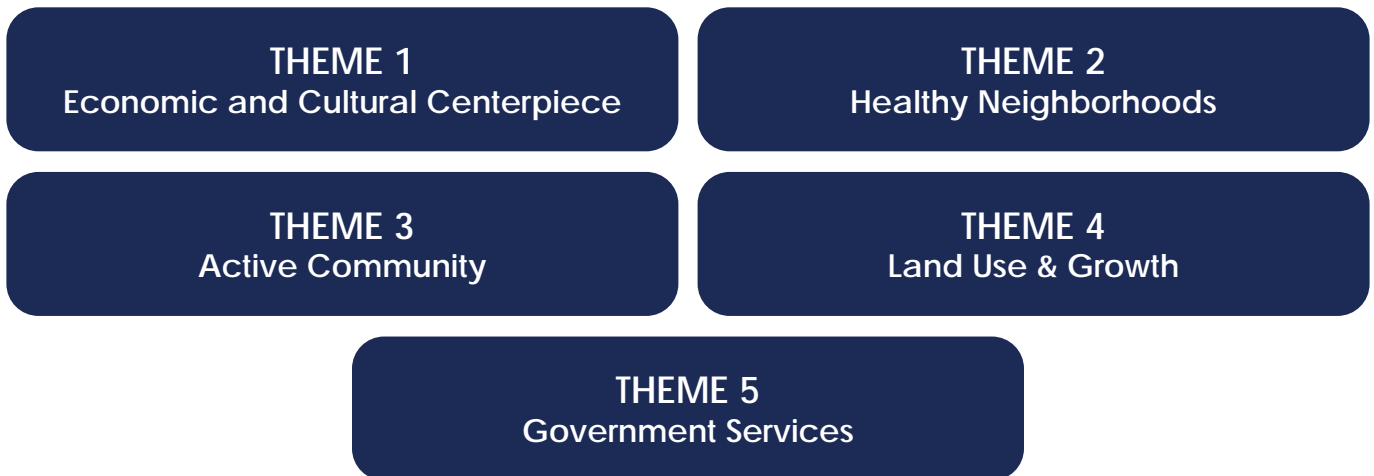 THEME 1
Economic and Cultural Centerpiece
THEME 2
Healthy Neighborhoods
THEME 3
Active Community
THEME 4
Land Use & Growth
THEME 5
Government Services